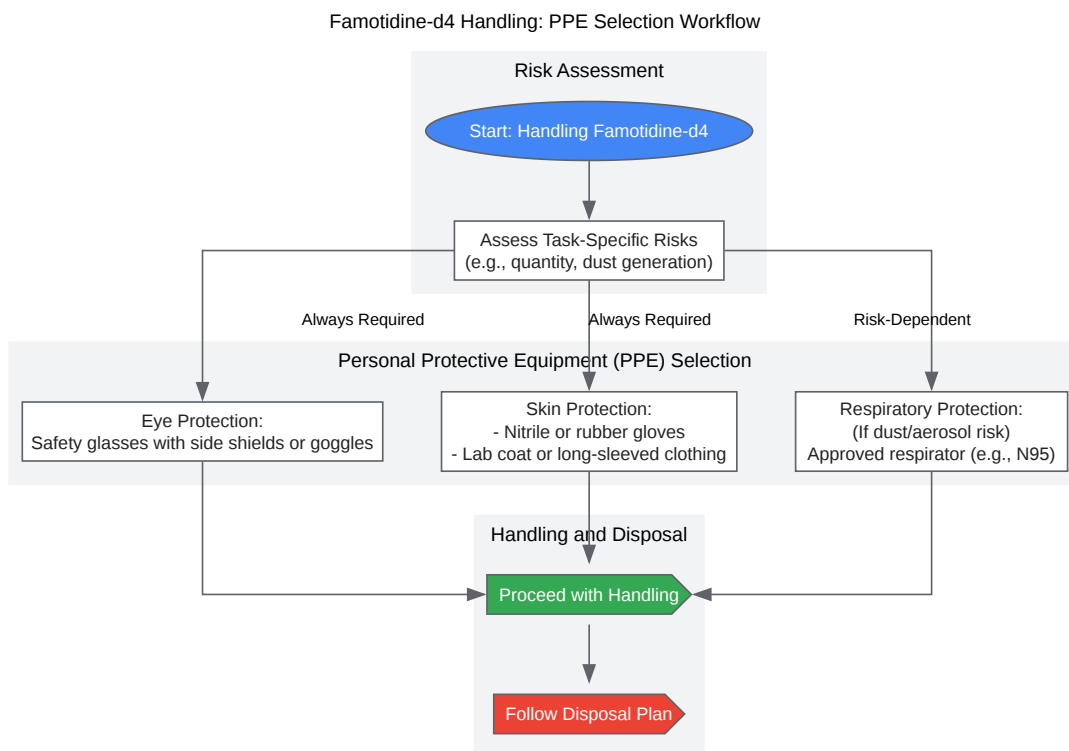 Famotidine-d4 Handling: PPE Selection Workflow
Risk Assessment
Start: Handling Famotidine-d4
Assess Task-Specific Risks
(e.g., quantity, dust generation)
Always Required
Always Required
Risk-Dependent
Personal Protective Equipment (PPE) Selection
Eye Protection:
Safety glasses with side shields or goggles
Skin Protection:
- Nitrile or rubber gloves
- Lab coat or long-sleeved clothing
Respiratory Protection:
(If dust/aerosol risk)
Approved respirator (e.g., N95)
Handling and Disposal
Proceed with Handling
Follow Disposal Plan